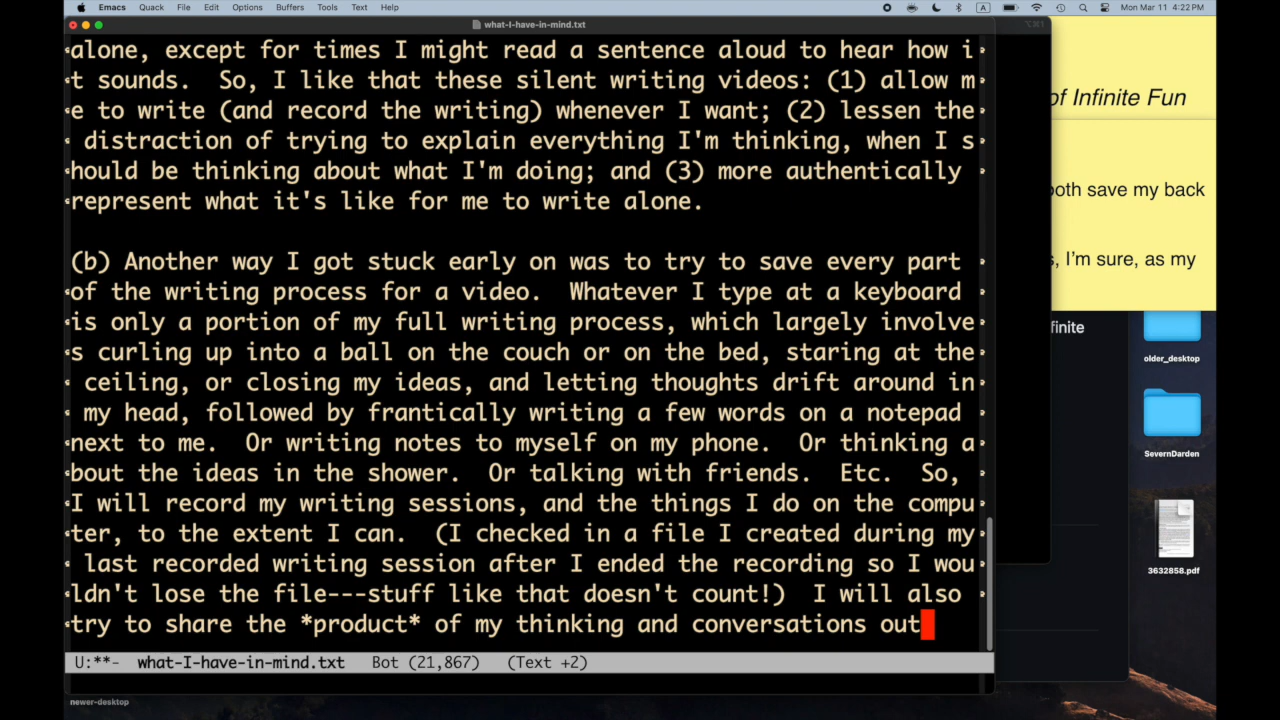 Emacs Quack File Edit Options Buffers Tools Text Help
A Mon Mar 11 4:22 PM
what-I-have-in-mind.txt
alone, except for times I might read a sentence aloud to hear how i
t sounds.  So, I like that these silent writing videos: (1) allow m
e to write (and record the writing) whenever I want; (2) lessen the
 distraction of trying to explain everything I'm thinking, when I s
hould be thinking about what I'm doing; and (3) more authentically
represent what it's like for me to write alone.
(b) Another way I got stuck early on was to try to save every part
of the writing process for a video.  Whatever I type at a keyboard
is only a portion of my full writing process, which largely involve
s curling up into a ball on the couch or on the bed, staring at the
 ceiling, or closing my ideas, and letting thoughts drift around in
 my head, followed by frantically writing a few words on a notepad
next to me.  Or writing notes to myself on my phone.  Or thinking a
bout the ideas in the shower.  Or talking with friends.  Etc.  So,
I will record my writing sessions, and the things I do on the compu
ter, to the extent I can.  (I checked in a file I created during my
 last recorded writing session after I ended the recording so I wou
ldn't lose the file---stuff like that doesn't count!)  I will also
try to share the *product* of my thinking and conversations out
U:**-  what-I-have-in-mind.txt   Bot (21,867)   (Text +2)
of Infinite Fun
both save my back
s, I'm sure, as my
finite
older_desktop
SevernDarden
3632858.pdf
newer-desktop